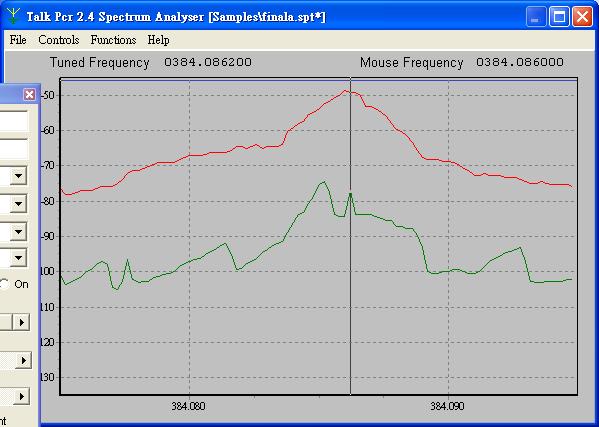 Talk Pcr 2.4 Spectrum Analyser [Samples\finala.spt*]
File Controls Functions Help
Tuned Frequency 0384.086200 Mouse Frequency 0384.086000
-50
-60
-70
-80
-90
On
100
110
120
130
384.080 384.090
nt